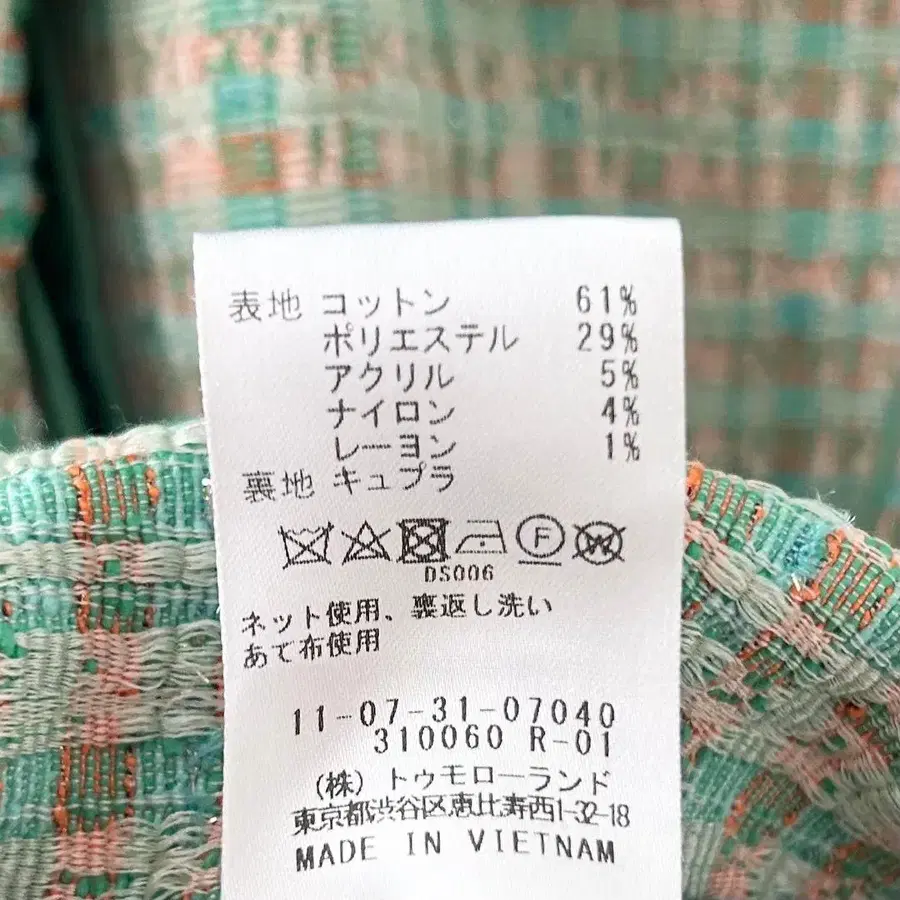 表地 コットン 61%
ポリエステル 29%
アクリル 5%
ナイロン 4%
レーヨン 1%
裏地 キュプラ
F W
DS006
ネット使用、裏返し洗い
あて布使用
11-07-31-07040
310060 R-01
(株) トゥモローランド
東京都渋谷区恵比寿西1-32-18
MADE IN VIETNAM